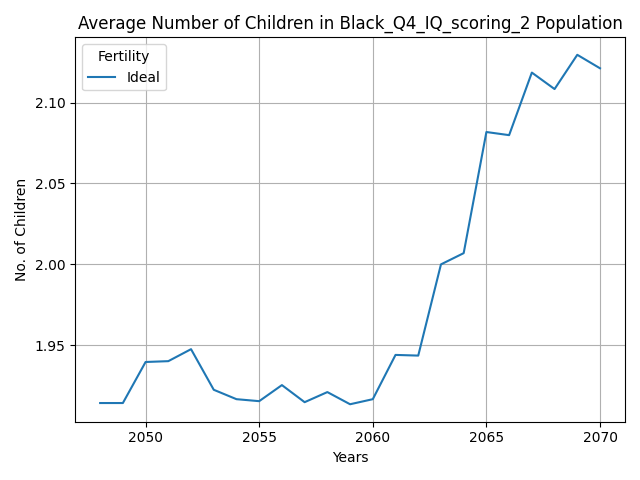 Average Number of Children in Black_Q4_IQ_scoring_2 Population
Fertility
Ideal
No. of Children
2.10
2.05
2.00
1.95
2050
2055
2060
2065
2070
Years